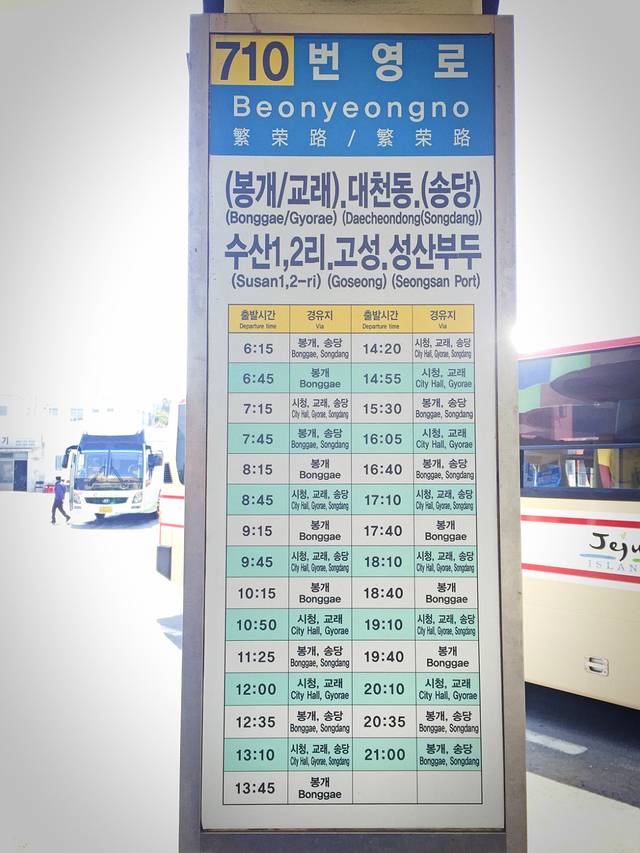 710 번영로
Beonyeongno
繁荣路/繁荣路
(봉개/교래).대천동.(송당)
(Bonggae/Gyorae) (Daecheondong(Songdang))
수산1,2리.고성.성산부두
(Susan1,2-ri) (Goseong) (Seongsan Port)
출발시간 경유지 출발시간 경유지
Departure time Via Departure time Via
6:15 봉개, 송당 14:20 시청, 교래, 송당
Bonggae, Songdang City Hall, Gyorae, Songdang
6:45 봉개 14:55 시청, 교래
Bonggae City Hall, Gyorae
7:15 시청, 교래, 송당 15:30 봉개, 송당
City Hall, Gyorae, Songdang Bonggae, Songdang
7:45 봉개, 송당 16:05 시청, 교래
Bonggae, Songdang City Hall, Gyorae
8:15 봉개 16:40 봉개, 송당
Bonggae Bonggae, Songdang
8:45 시청, 교래, 송당 17:10 시청, 교래, 송당
City Hall, Gyorae, Songdang City Hall, Gyorae, Songdang
9:15 봉개 17:40 봉개
Bonggae Bonggae
9:45 시청, 교래, 송당 18:10 시청, 교래, 송당
City Hall, Gyorae, Songdang City Hall, Gyorae, Songdang
10:15 봉개 18:40 봉개
Bonggae Bonggae
10:50 시청, 교래 19:10 시청, 교래, 송당
City Hall, Gyorae City Hall, Gyorae, Songdang
11:25 봉개, 송당 19:40 봉개
Bonggae, Songdang Bonggae
12:00 시청, 교래 20:10 시청, 교래
City Hall, Gyorae City Hall, Gyorae
12:35 봉개, 송당 20:35 봉개, 송당
Bonggae, Songdang Bonggae, Songdang
13:10 시청, 교래, 송당 21:00 봉개, 송당
City Hall, Gyorae, Songdang Bonggae, Songdang
13:45 봉개
Bonggae